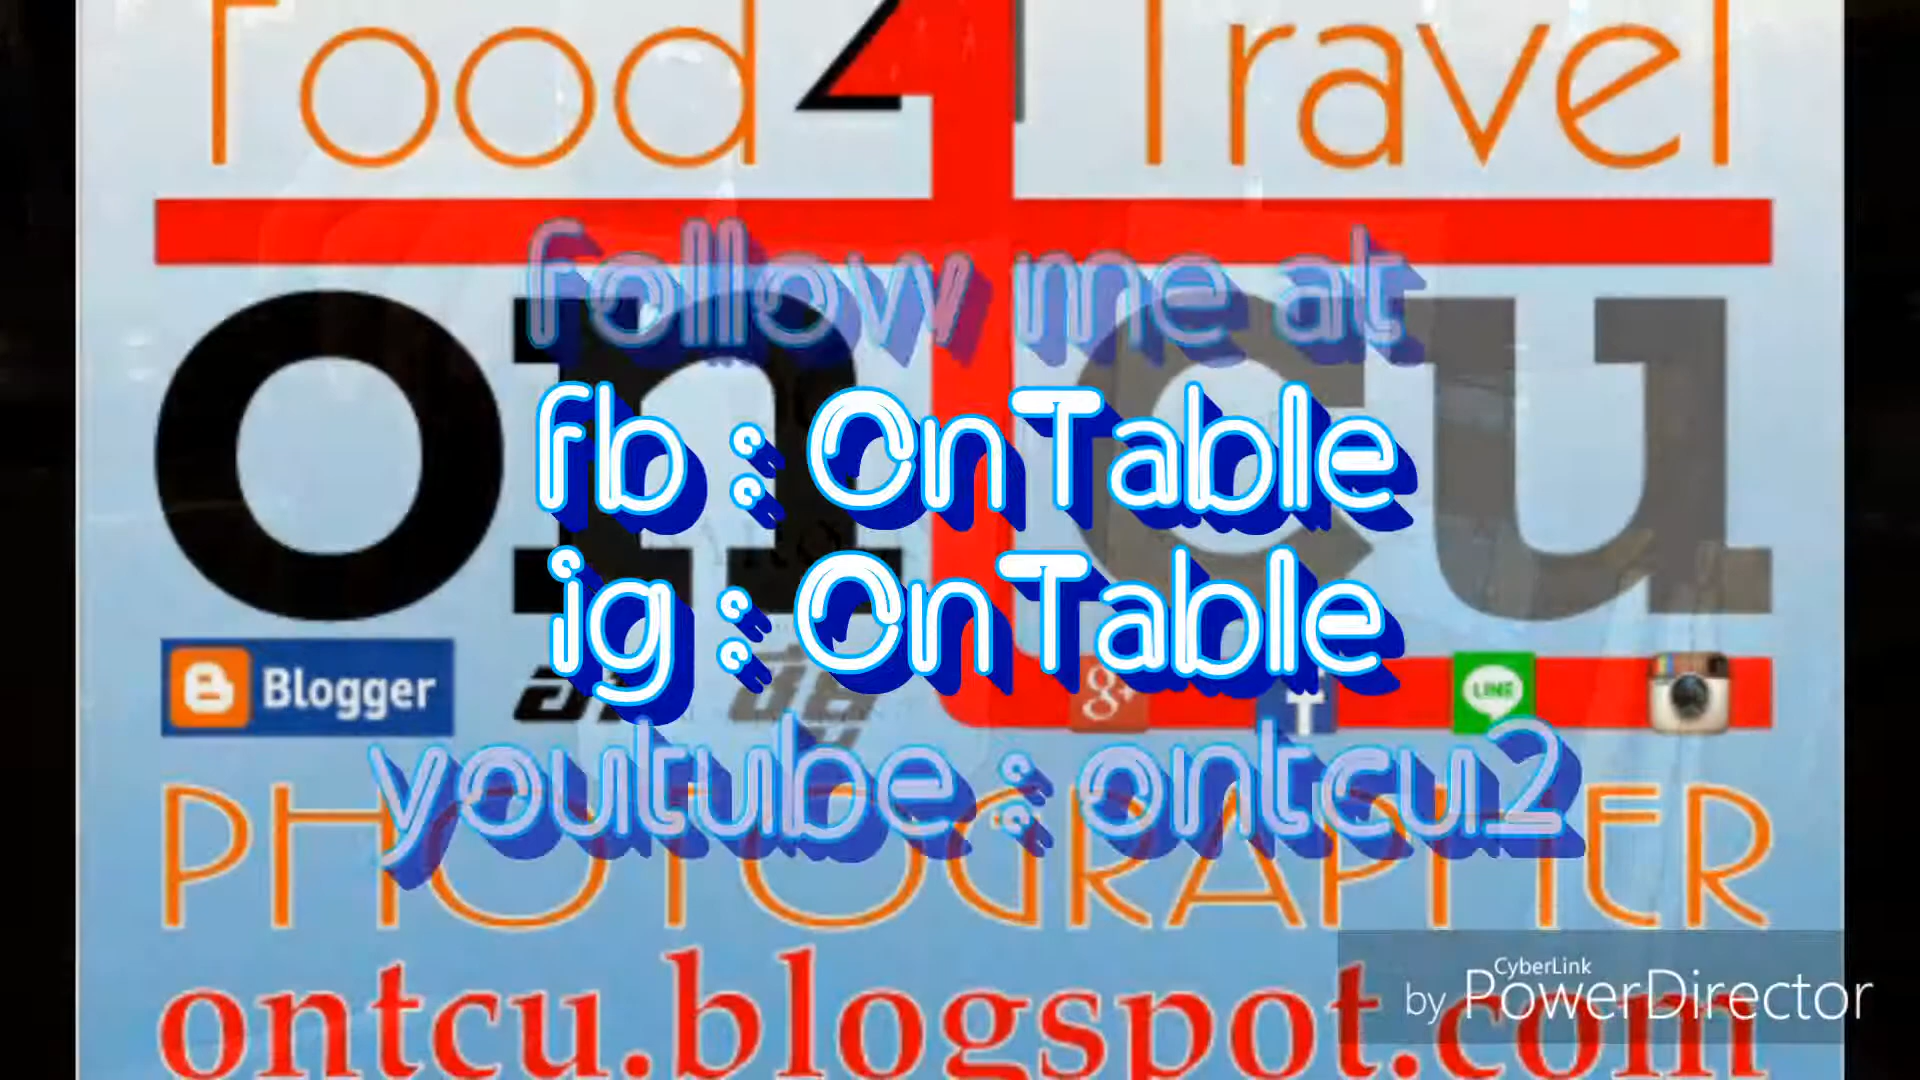 Food 4 Travel
follow me at
ontcu
fb : OnTable
ig : OnTable
Blogger
g+ f LINE
youtube : ontcu2
PHOTOGRAPHER
ontcu.blogspot.com
by CyberLink PowerDirector